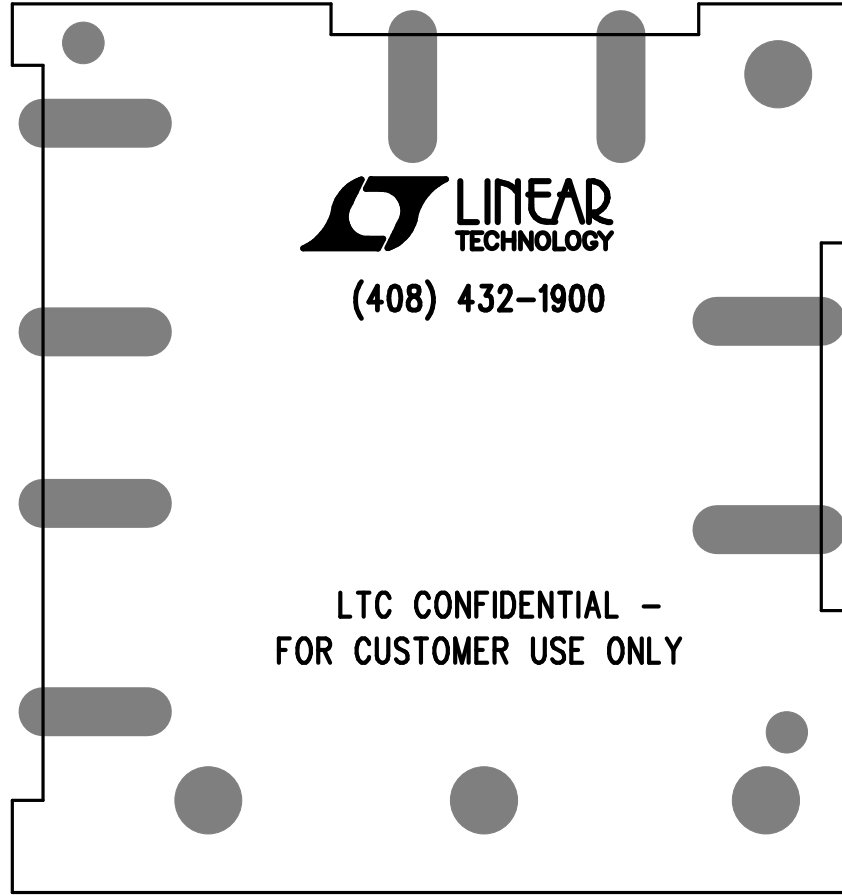 LINEAR
TECHNOLOGY
(408) 432-1900
LTC CONFIDENTIAL -
FOR CUSTOMER USE ONLY